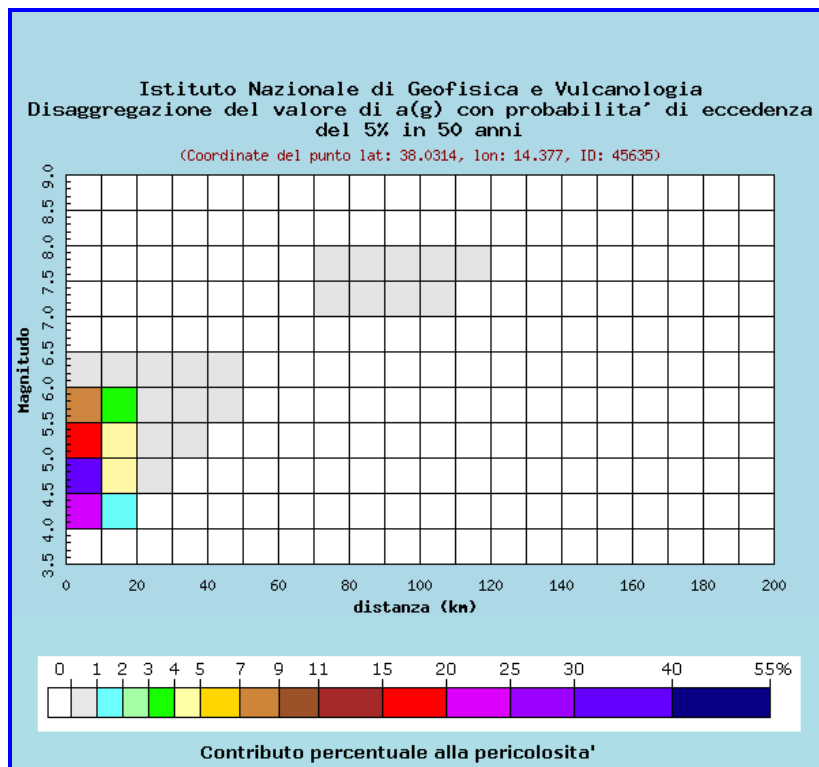 Istituto Nazionale di Geofisica e Vulcanologia
Disaggregazione del valore di a(g) con probabilita' di eccedenza
del 5% in 50 anni
(Coordinate del punto lat: 38.0314, lon: 14.377, ID: 45635)
Magnitudo
9.0
8.5
8.0
7.5
7.0
6.5
6.0
5.5
5.0
4.5
4.0
3.5
0 20 40 60 80 100 120 140 160 180 200
distanza (km)
0 1 2 3 4 5 7 9 11 15 20 25 30 40 55%
Contributo percentuale alla pericolosita'